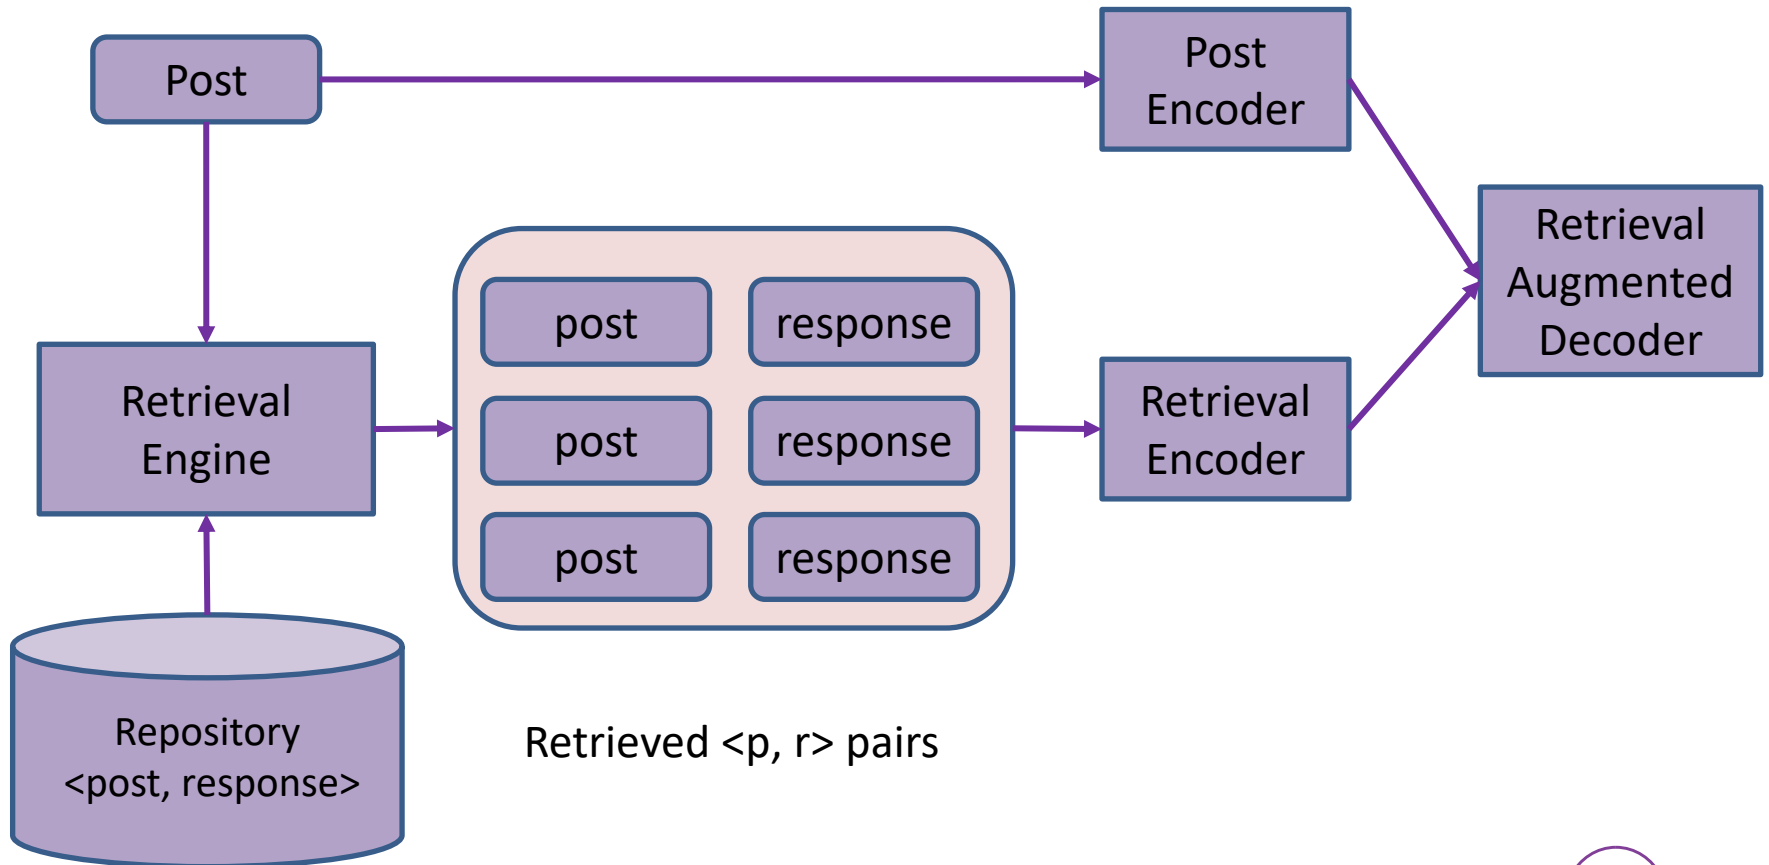 Post
Post
Encoder
Retrieval
Augmented
Decoder
post response
Retrieval
Engine
post response
Retrieval
Encoder
post response
Repository
<post, response>
Retrieved <p, r> pairs